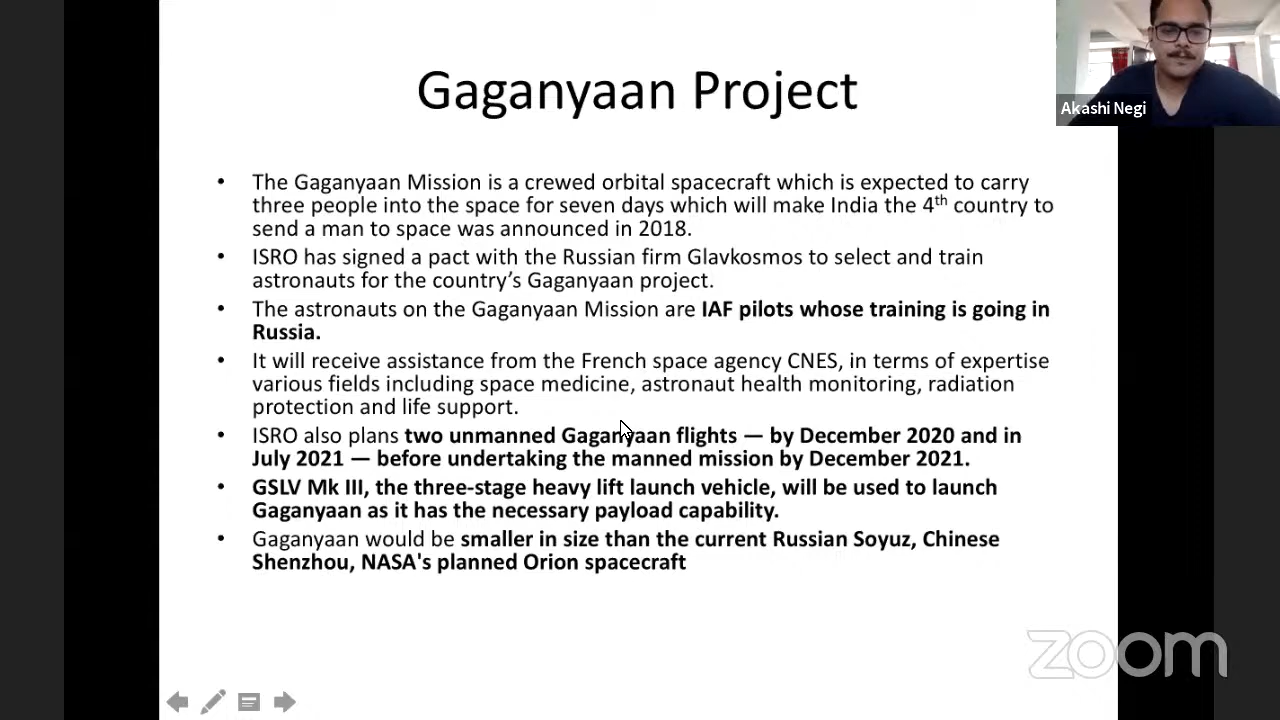 Gaganyaan Project
Akashi Negi
• The Gaganyaan Mission is a crewed orbital spacecraft which is expected to carry
three people into the space for seven days which will make India the 4th country to
send a man to space was announced in 2018.
• ISRO has signed a pact with the Russian firm Glavkosmos to select and train
astronauts for the country's Gaganyaan project.
• The astronauts on the Gaganyaan Mission are IAF pilots whose training is going in
Russia.
• It will receive assistance from the French space agency CNES, in terms of expertise
various fields including space medicine, astronaut health monitoring, radiation
protection and life support.
• ISRO also plans two unmanned Gaganyaan flights — by December 2020 and in
July 2021 — before undertaking the manned mission by December 2021.
• GSLV Mk III, the three-stage heavy lift launch vehicle, will be used to launch
Gaganyaan as it has the necessary payload capability.
• Gaganyaan would be smaller in size than the current Russian Soyuz, Chinese
Shenzhou, NASA's planned Orion spacecraft
zoom